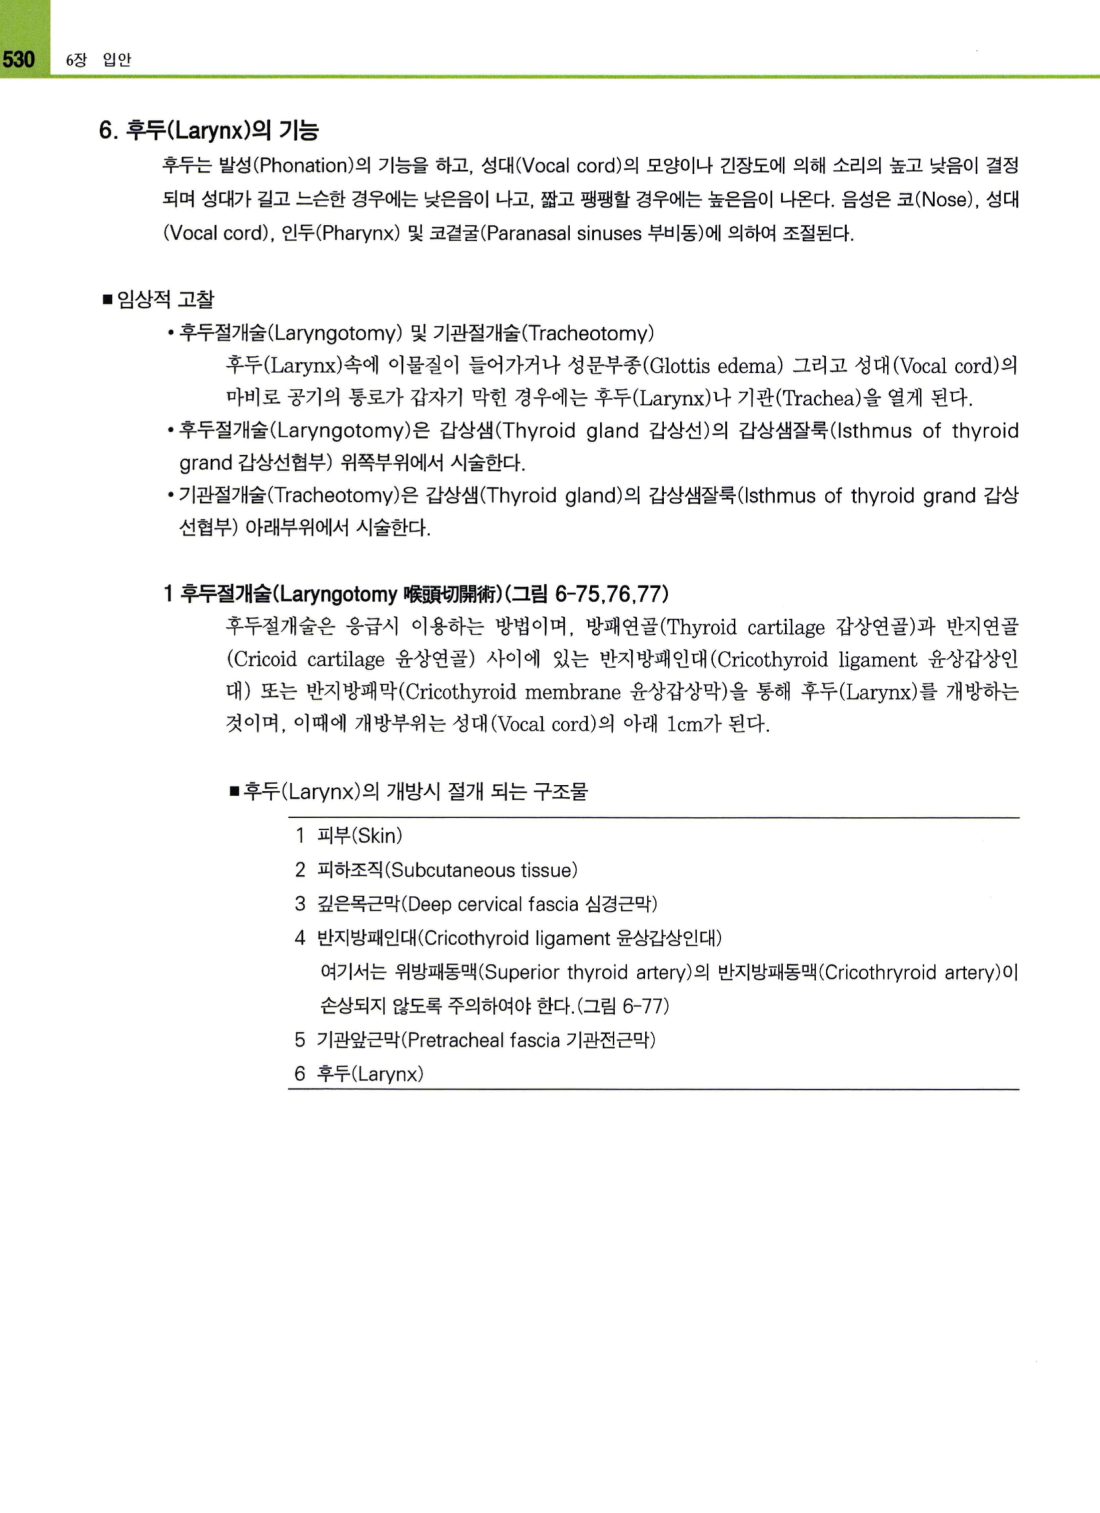 530 6장 입안
6. 후두(Larynx)의 기능
후두는 발성(Phonation)의 기능을 하고, 성대(Vocal cord)의 모양이나 긴장도에 의해 소리의 높고 낮음이 결정
되며 성대가 길고 느슨한 경우에는 낮은음이 나고, 짧고 팽팽할 경우에는 높은음이 나온다. 음성은 코(Nose), 성대
(Vocal cord), 인두(Pharynx) 및 코곁굴(Paranasal sinuses 부비동)에 의하여 조절된다.
■ 임상적 고찰
• 후두절개술(Laryngotomy) 및 기관절개술(Tracheotomy)
후두(Larynx)속에 이물질이 들어가거나 성문부종(Glottis edema) 그리고 성대(Vocal cord)의
마비로 공기의 통로가 갑자기 막힌 경우에는 후두(Larynx)나 기관(Trachea)을 열게 된다.
• 후두절개술(Laryngotomy)은 갑상샘(Thyroid gland 갑상선)의 갑상샘잘룩(Isthmus of thyroid
grand 갑상선협부) 위쪽부위에서 시술한다.
• 기관절개술(Tracheotomy)은 갑상샘(Thyroid gland)의 갑상샘잘룩(Isthmus of thyroid grand 갑상
선협부) 아래부위에서 시술한다.
1 후두절개술(Laryngotomy 喉頭切開術)(그림 6-75,76,77)
후두절개술은 응급시 이용하는 방법이며, 방패연골(Thyroid cartilage 갑상연골)과 반지연골
(Cricoid cartilage 윤상연골) 사이에 있는 반지방패인대(Cricothyroid ligament 윤상갑상인
대) 또는 반지방패막(Cricothyroid membrane 윤상갑상막)을 통해 후두(Larynx)를 개방하는
것이며, 이때에 개방부위는 성대(Vocal cord)의 아래 1cm가 된다.
■ 후두(Larynx)의 개방시 절개 되는 구조물
1 피부(Skin)
2 피하조직(Subcutaneous tissue)
3 깊은목근막(Deep cervical fascia 심경근막)
4 반지방패인대(Cricothyroid ligament 윤상갑상인대)
여기서는 위방패동맥(Superior thyroid artery)의 반지방패동맥(Cricothryroid artery)이
손상되지 않도록 주의하여야 한다.(그림 6-77)
5 기관앞근막(Pretracheal fascia 기관전근막)
6 후두(Larynx)